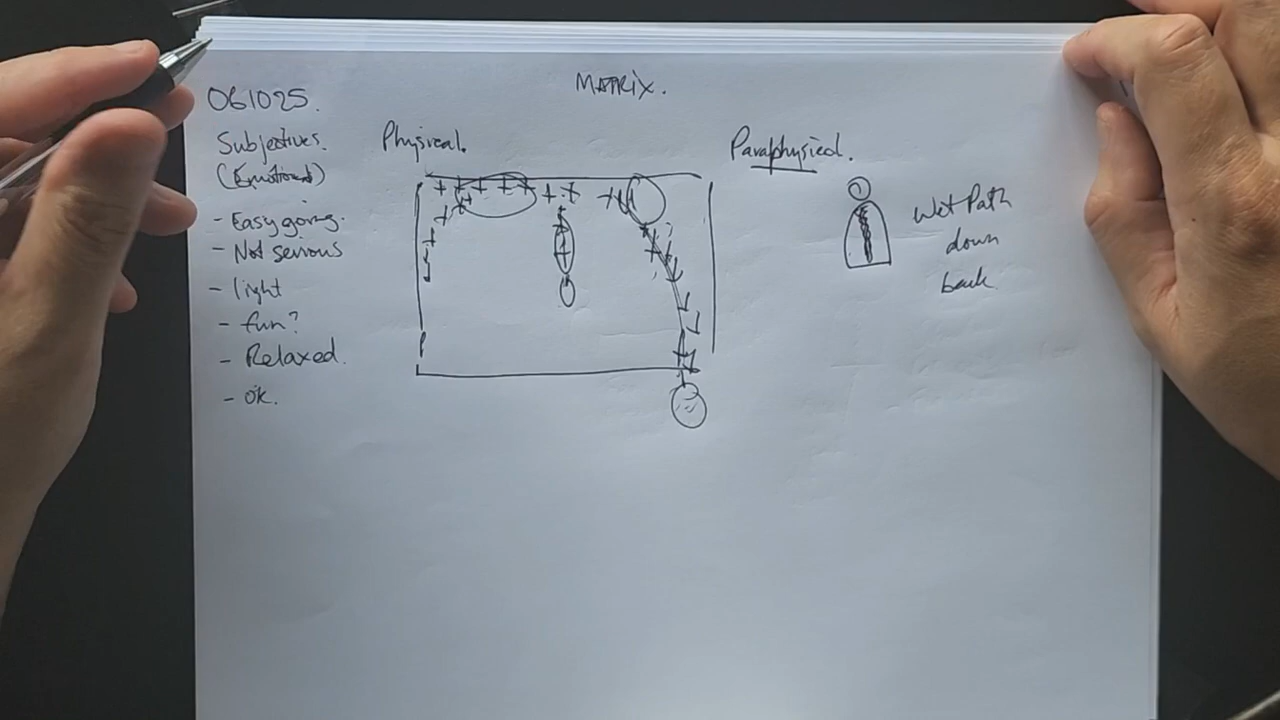 MATRIX.
061025.
Subjectives.
(Emotional)
- Easy going.
- Not serious
- light
- fun?
- Relaxed.
- ok.
Physical.
Paraphysical.
Wet Path
down
back